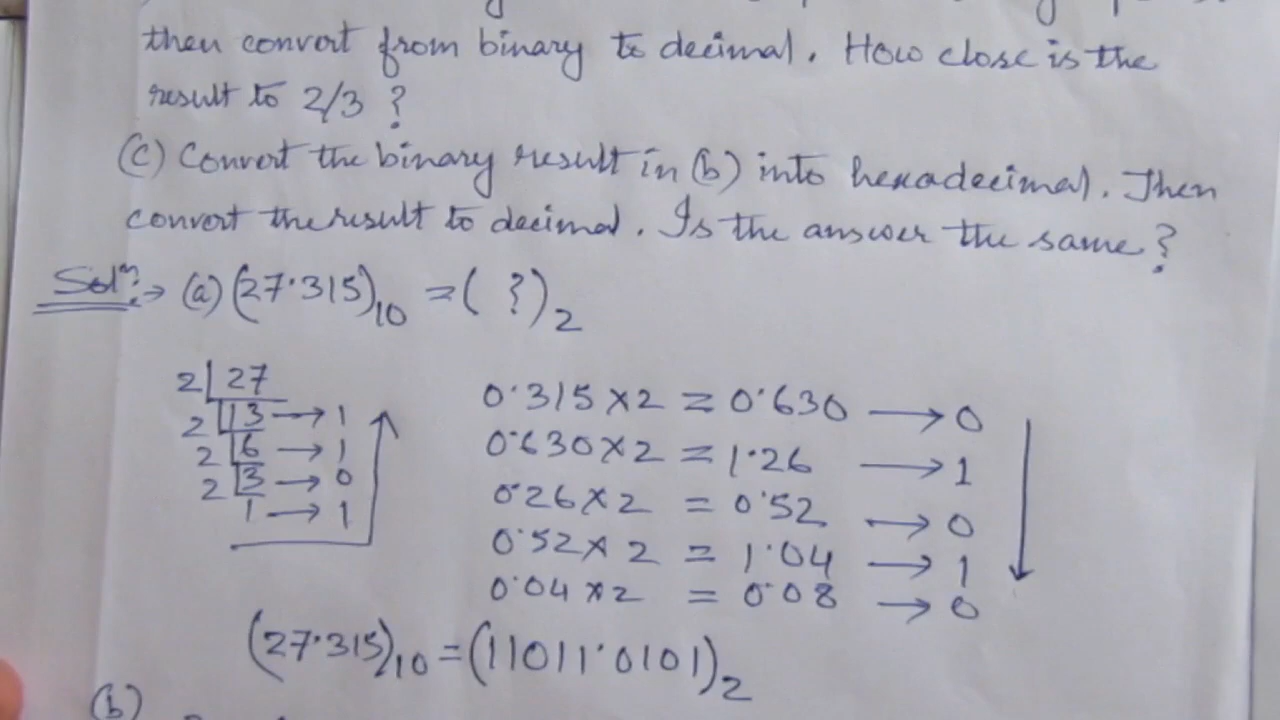 then convert from binary to decimal. How close is the
result to 2/3 ?
(c) Convert the binary result in (b) into hexadecimal. Then
convert the result to decimal. Is the answer the same?
Solⁿ:→ (a) (27.315)₁₀ = ( ? )₂
2 | 27
2 | 13 → 1
2 | 6 → 1
2 | 3 → 0
1 → 1
0.315 × 2 = 0.630 → 0
0.630 × 2 = 1.26 → 1
0.26 × 2 = 0.52 → 0
0.52 × 2 = 1.04 → 1
0.04 × 2 = 0.08 → 0
(27.315)₁₀ = (11011.0101)₂
(b)